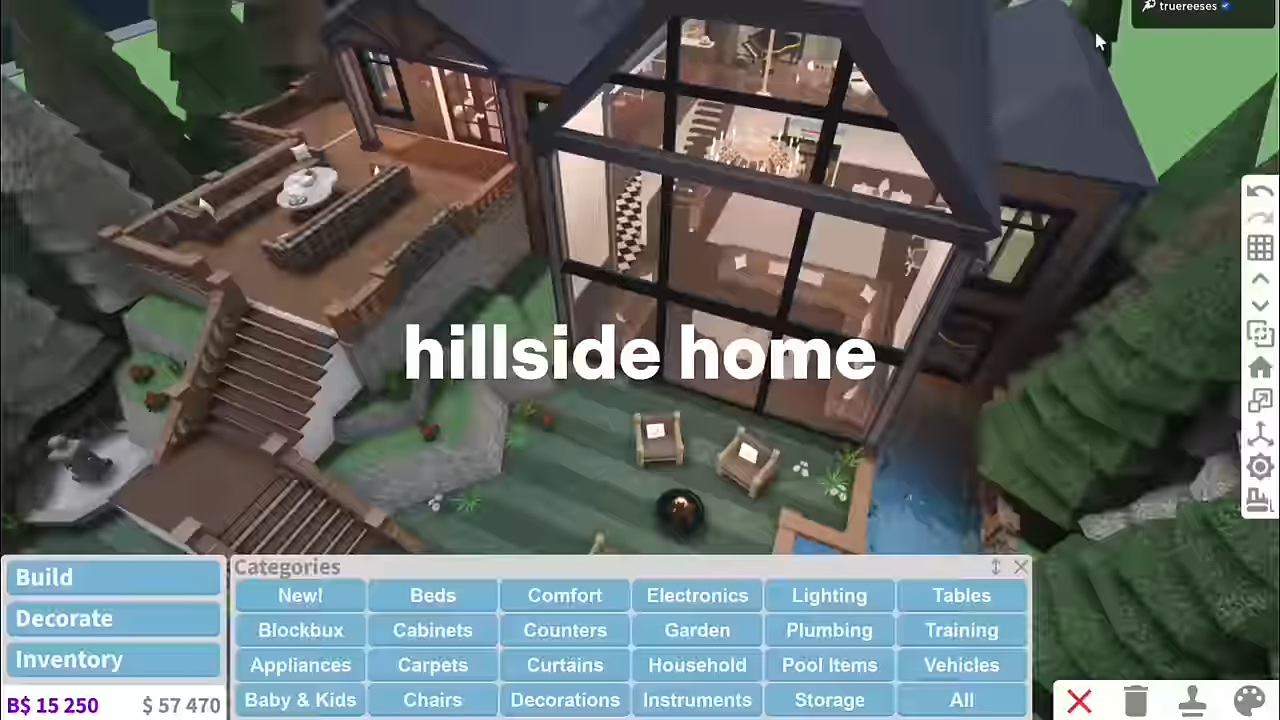 truereeses
hillside home
Build
Decorate
Inventory
B$ 15 250 $ 57 470
Categories
New! Beds Comfort Electronics Lighting Tables
Blockbux Cabinets Counters Garden Plumbing Training
Appliances Carpets Curtains Household Pool Items Vehicles
Baby & Kids Chairs Decorations Instruments Storage All